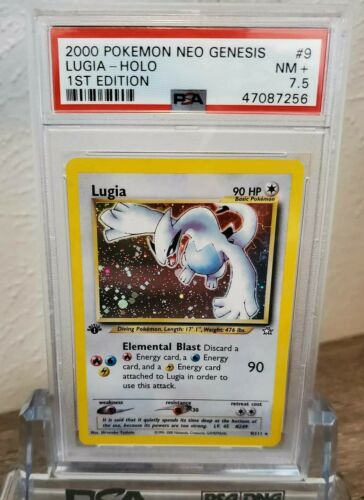 2000 POKEMON NEO GENESIS #9
LUGIA - HOLO NM +
1ST EDITION 7.5
PSA 47087256
Lugia 90 HP
Basic Pokémon
Diving Pokémon, Length: 17' 1", Weight: 476 lbs.
Elemental Blast Discard a
Energy card, a Energy
card, and a Energy card
attached to Lugia in order to
use this attack. 90
weakness resistance retreat cost
-30
It is said that it quietly spends its time deep at the bottom of
the sea, because its powers are too strong. LV. 45 #249
9/111
PSA